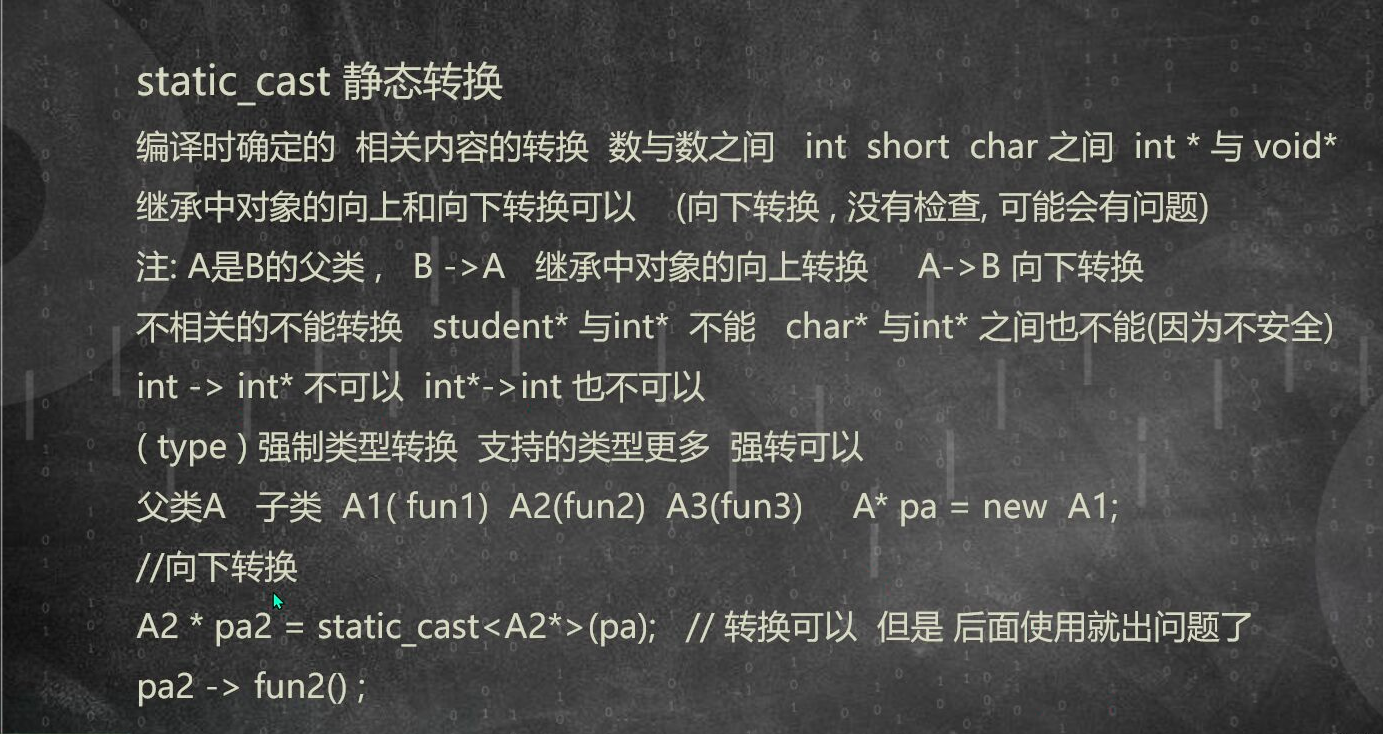 static_cast 静态转换
编译时确定的 相关内容的转换 数与数之间 int short char 之间 int * 与 void*
继承中对象的向上和向下转换可以 (向下转换 , 没有检查, 可能会有问题)
注: A是B的父类 , B ->A 继承中对象的向上转换 A->B 向下转换
不相关的不能转换 student* 与int* 不能 char* 与int* 之间也不能(因为不安全)
int -> int* 不可以 int*->int 也不可以
( type ) 强制类型转换 支持的类型更多 强转可以
父类A 子类 A1( fun1) A2(fun2) A3(fun3) A* pa = new A1;
//向下转换
A2 * pa2 = static_cast<A2*>(pa); // 转换可以 但是 后面使用就出问题了
pa2 -> fun2() ;